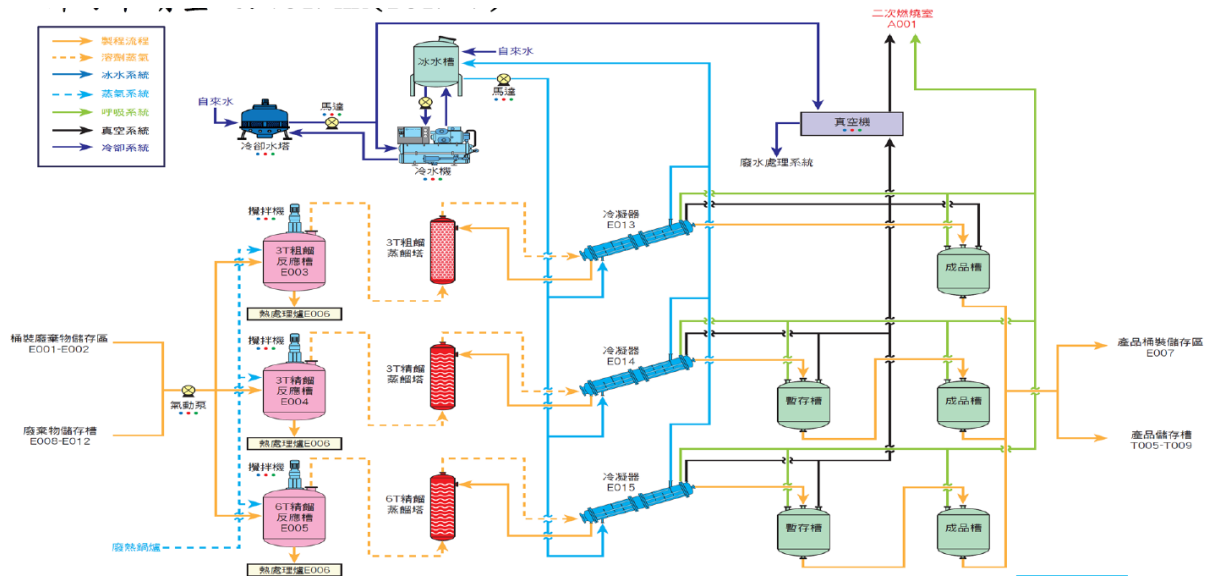 製程流程
溶劑蒸氣
冰水系統
蒸氣系統
呼吸系統
真空系統
冷卻系統
自來水
冷卻水塔
馬達
冰水槽
自來水
馬達
冷水機
二次燃燒室
A001
真空機
廢水處理系統
攪拌機
3T粗餾
反應槽
E003
熱處理爐E006
3T粗餾
蒸餾塔
冷凝器
E013
成品槽
桶裝廢棄物儲存區
E001-E002
氣動泵
廢棄物儲存槽
E008-E012
攪拌機
3T精餾
反應槽
E004
熱處理爐E006
3T精餾
蒸餾塔
冷凝器
E014
暫存槽
成品槽
產品桶裝儲存區
E007
產品儲存槽
T005-T009
攪拌機
6T精餾
反應槽
E005
熱處理爐E006
6T精餾
蒸餾塔
冷凝器
E015
暫存槽
成品槽
廢熱鍋爐